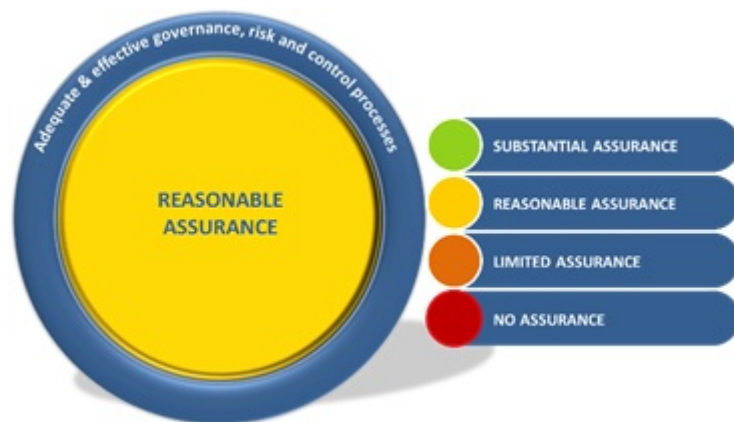 Adequate & effective governance, risk and control processes
REASONABLE
ASSURANCE
SUBSTANTIAL ASSURANCE
REASONABLE ASSURANCE
LIMITED ASSURANCE
NO ASSURANCE